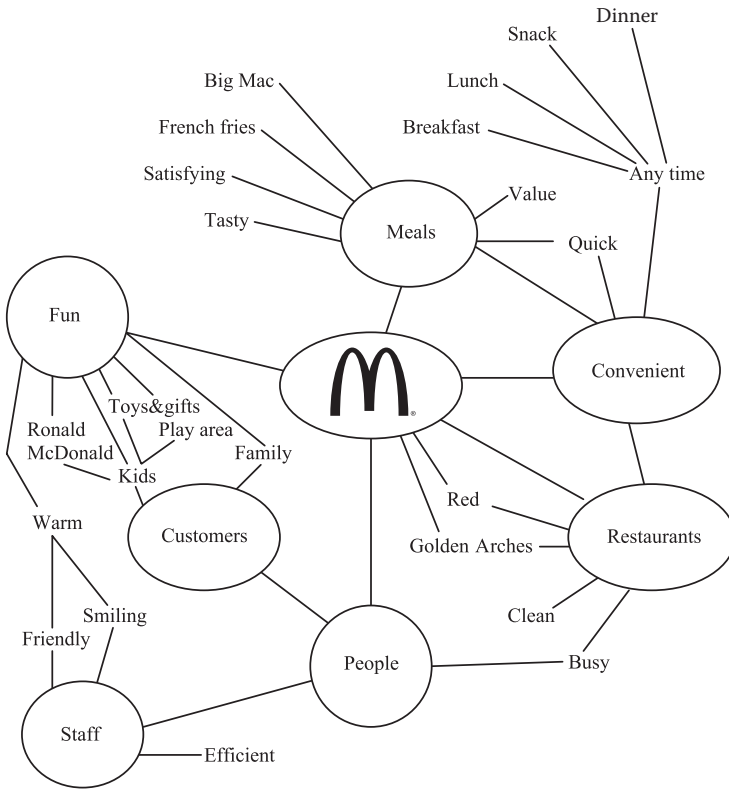 Dinner
Snack
Big Mac
Lunch
French fries
Breakfast
Satisfying
Any time
Value
Tasty
Meals
Quick
Fun
Convenient
®
Toys&gifts
Ronald
McDonald
Play area
Family
Kids
Red
Warm
Customers
Golden Arches
Restaurants
Smiling
Clean
Friendly
People
Busy
Staff
Efficient